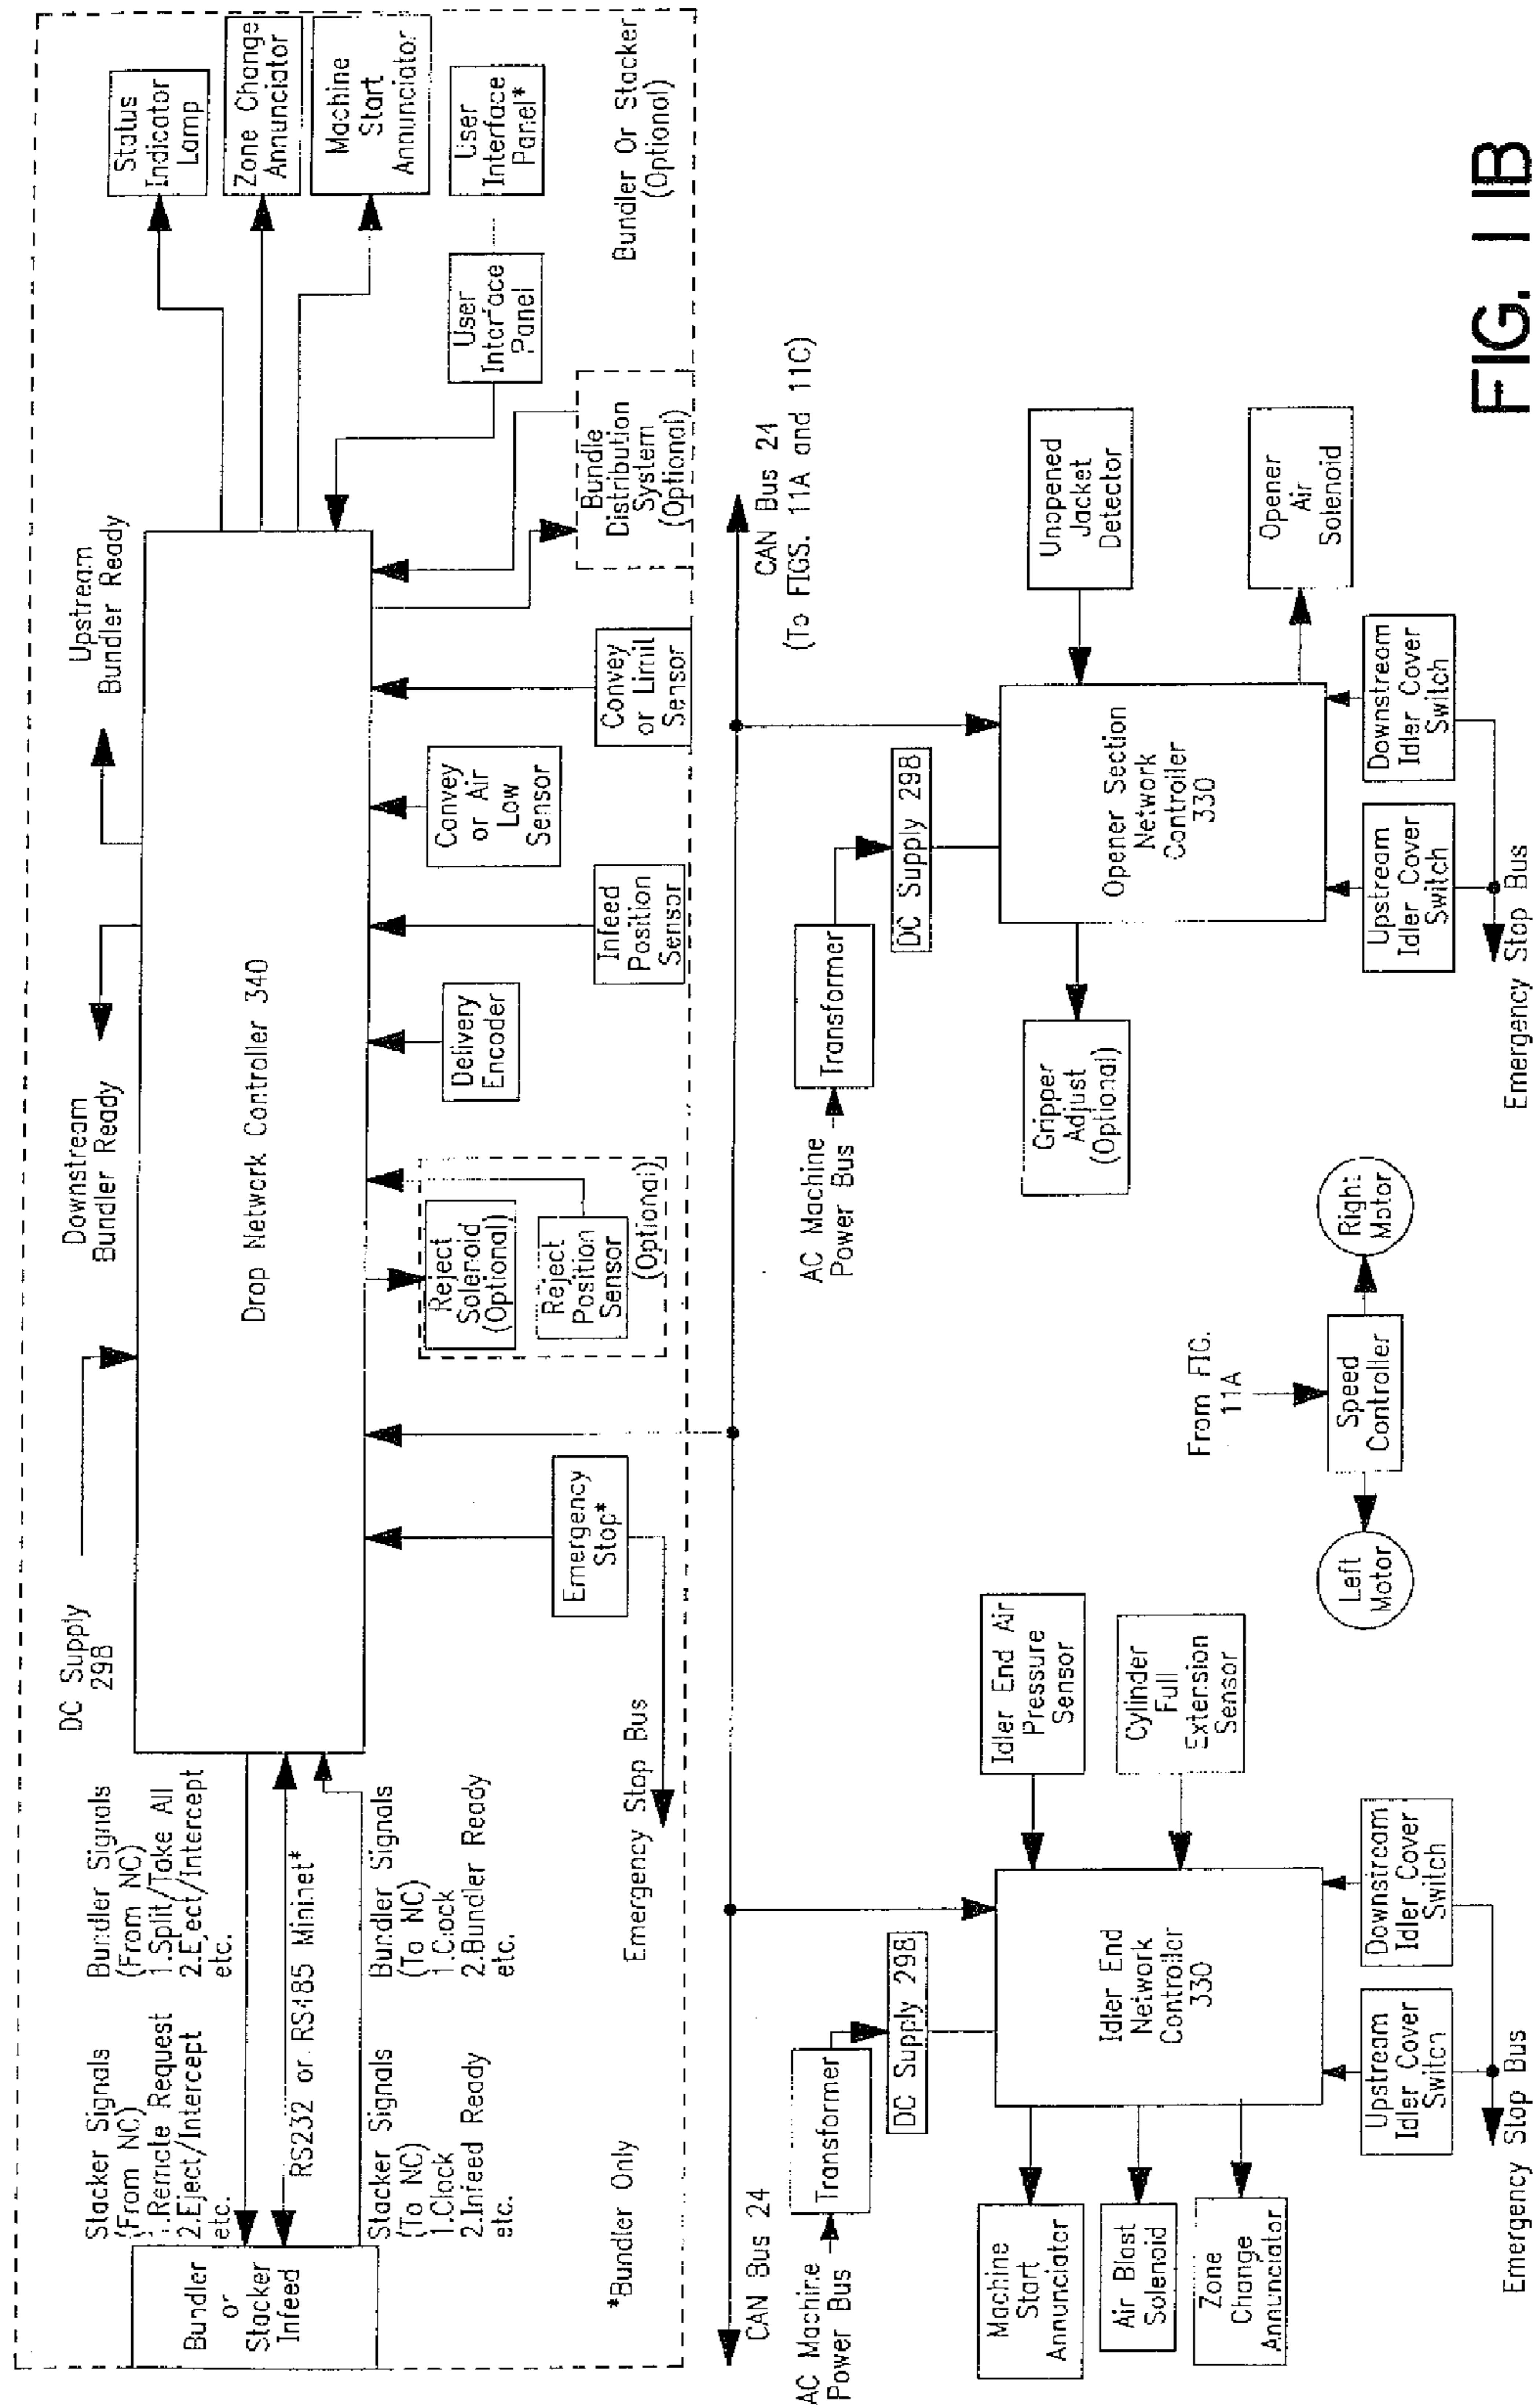 Bundler
or
Stacker
Infeed
Stacker Signals
(From NC)
1.Remote Request
2.Eject/Intercept
etc.
Bundler Signals
(From NC)
1.Split/Take All
2.Eject/Intercept
etc.
RS232 or RS485 Mininet*
Stacker Signals
(To NC)
1.Clock
2.Infeed Ready
etc.
Bundler Signals
(To NC)
1.Clock
2.Bundler Ready
etc.
*Bundler Only
DC Supply
298
Downstream
Bundler Ready
Upstream
Bundler Ready
Drop Network Controller 340
Status
Indicator
Lamp
Zone Change
Annunciator
Machine
Start
Annunciator
User
Interface
Panel
User
Interface
Panel*
Bundler Or Stacker
(Optional)
Emergency
Stop*
Emergency Stop Bus
Reject
Solenoid
(Optional)
Reject
Position
Sensor
(Optional)
Delivery
Encoder
Infeed
Position
Sensor
Convey
or Air
Low
Sensor
Convey
or Limit
Sensor
Bundle
Distribution
System
(Optional)
CAN Bus 24
CAN Bus 24
(To FIGS. 11A and 11C)
AC Machine
Power Bus
Transformer
DC Supply 298
Idler End
Network
Controller
330
Idler End Air
Pressure
Sensor
Cylinder
Full
Extension
Sensor
Machine
Start
Annunciator
Air Blast
Solenoid
Zone
Change
Annunciator
Upstream
Idler Cover
Switch
Downstream
Idler Cover
Switch
Emergency Stop Bus
From FIG.
11A
Speed
Controller
Left
Motor
Right
Motor
AC Machine
Power Bus
Transformer
DC Supply 298
Opener Section
Network
Controller
330
Gripper
Adjust
(Optional)
Unopened
Jacket
Detector
Opener
Air
Solenoid
Upstream
Idler Cover
Switch
Downstream
Idler Cover
Switch
Emergency Stop Bus
FIG. 11B